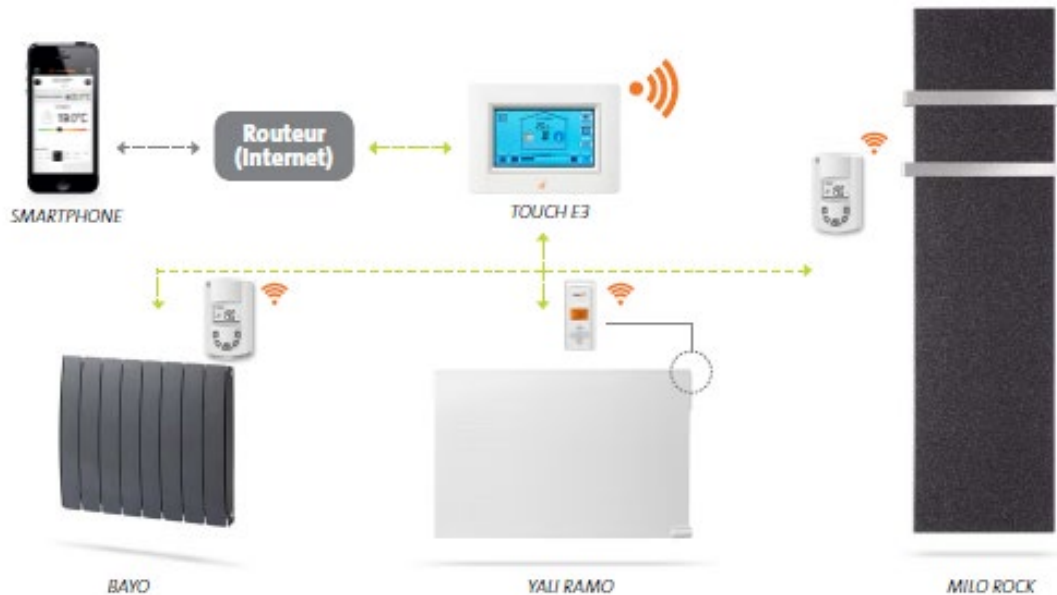 SMARTPHONE
Routeur
(Internet)
TOUCH E3
BAYO
YALI RAMO
MILO ROCK